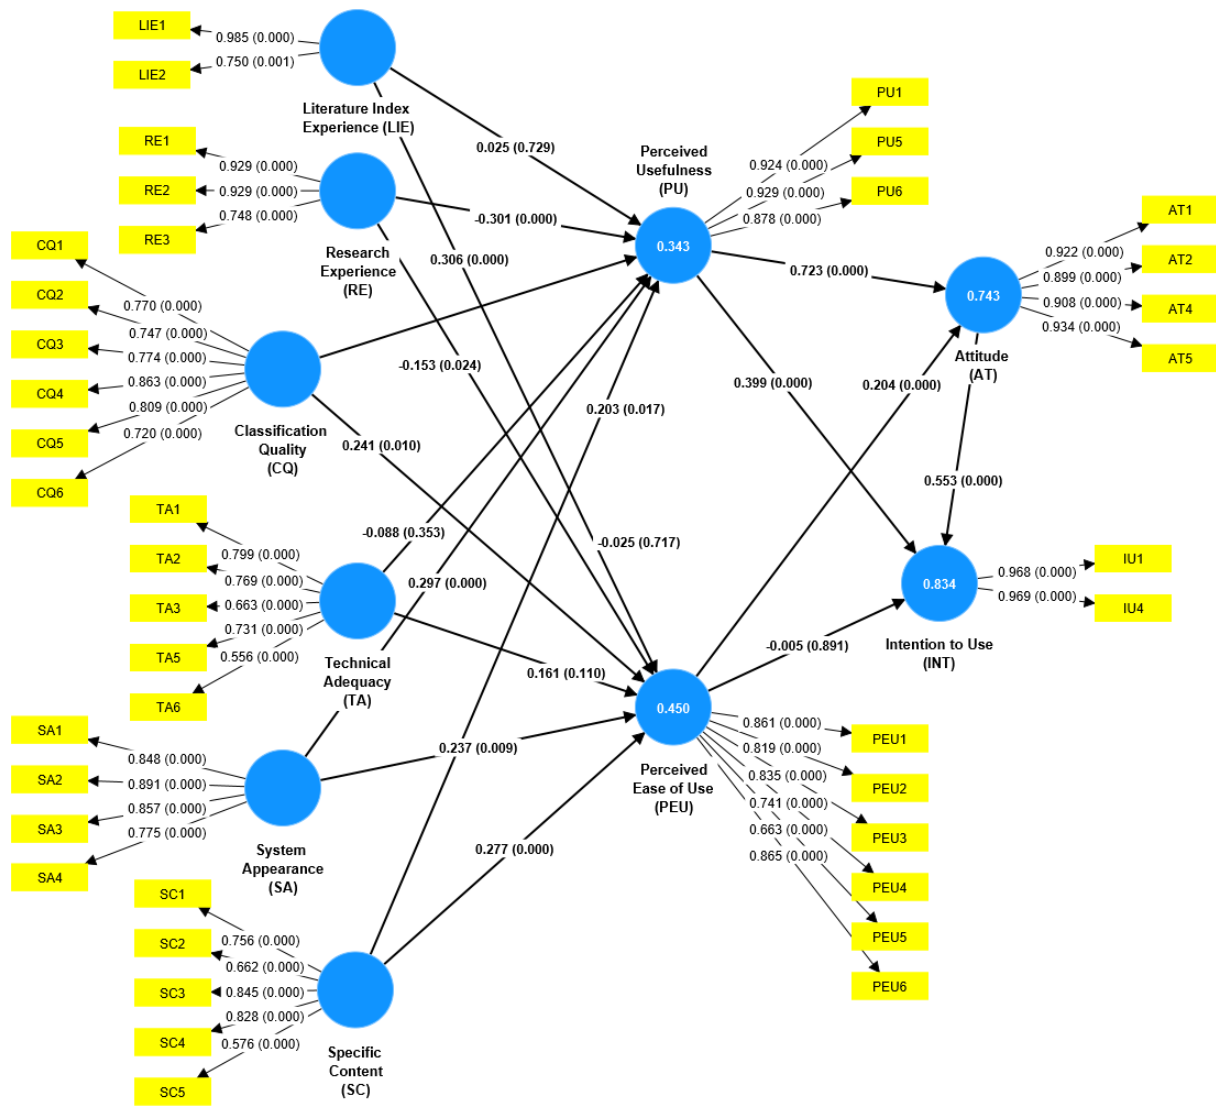 LIE1
0.985 (0.000)
LIE2
0.750 (0.001)
Literature Index
Experience (LIE)
RE1
0.929 (0.000)
RE2
0.929 (0.000)
RE3
0.748 (0.000)
Research
Experience
(RE)
CQ1
0.770 (0.000)
CQ2
0.747 (0.000)
CQ3
0.774 (0.000)
CQ4
0.863 (0.000)
CQ5
0.809 (0.000)
CQ6
0.720 (0.000)
Classification
Quality
(CQ)
TA1
0.799 (0.000)
TA2
0.769 (0.000)
TA3
0.663 (0.000)
TA5
0.731 (0.000)
TA6
0.556 (0.000)
Technical
Adequacy
(TA)
SA1
0.848 (0.000)
SA2
0.891 (0.000)
SA3
0.857 (0.000)
SA4
0.775 (0.000)
System
Appearance
(SA)
SC1
0.756 (0.000)
SC2
0.662 (0.000)
SC3
0.845 (0.000)
SC4
0.828 (0.000)
SC5
0.576 (0.000)
Specific
Content
(SC)
0.025 (0.729)
-0.301 (0.000)
0.306 (0.000)
-0.153 (0.024)
0.203 (0.017)
0.241 (0.010)
-0.088 (0.353)
-0.025 (0.717)
0.297 (0.000)
0.161 (0.110)
0.237 (0.009)
0.277 (0.000)
Perceived
Usefulness
(PU)
0.343
PU1
0.924 (0.000)
PU5
0.929 (0.000)
PU6
0.878 (0.000)
0.723 (0.000)
0.399 (0.000)
0.204 (0.000)
0.553 (0.000)
-0.005 (0.891)
0.743
Attitude
(AT)
AT1
0.922 (0.000)
AT2
0.899 (0.000)
AT4
0.908 (0.000)
AT5
0.934 (0.000)
0.834
Intention to Use
(INT)
IU1
0.968 (0.000)
IU4
0.969 (0.000)
0.450
Perceived
Ease of Use
(PEU)
0.861 (0.000)
PEU1
0.819 (0.000)
PEU2
0.835 (0.000)
PEU3
0.741 (0.000)
PEU4
0.663 (0.000)
PEU5
0.865 (0.000)
PEU6